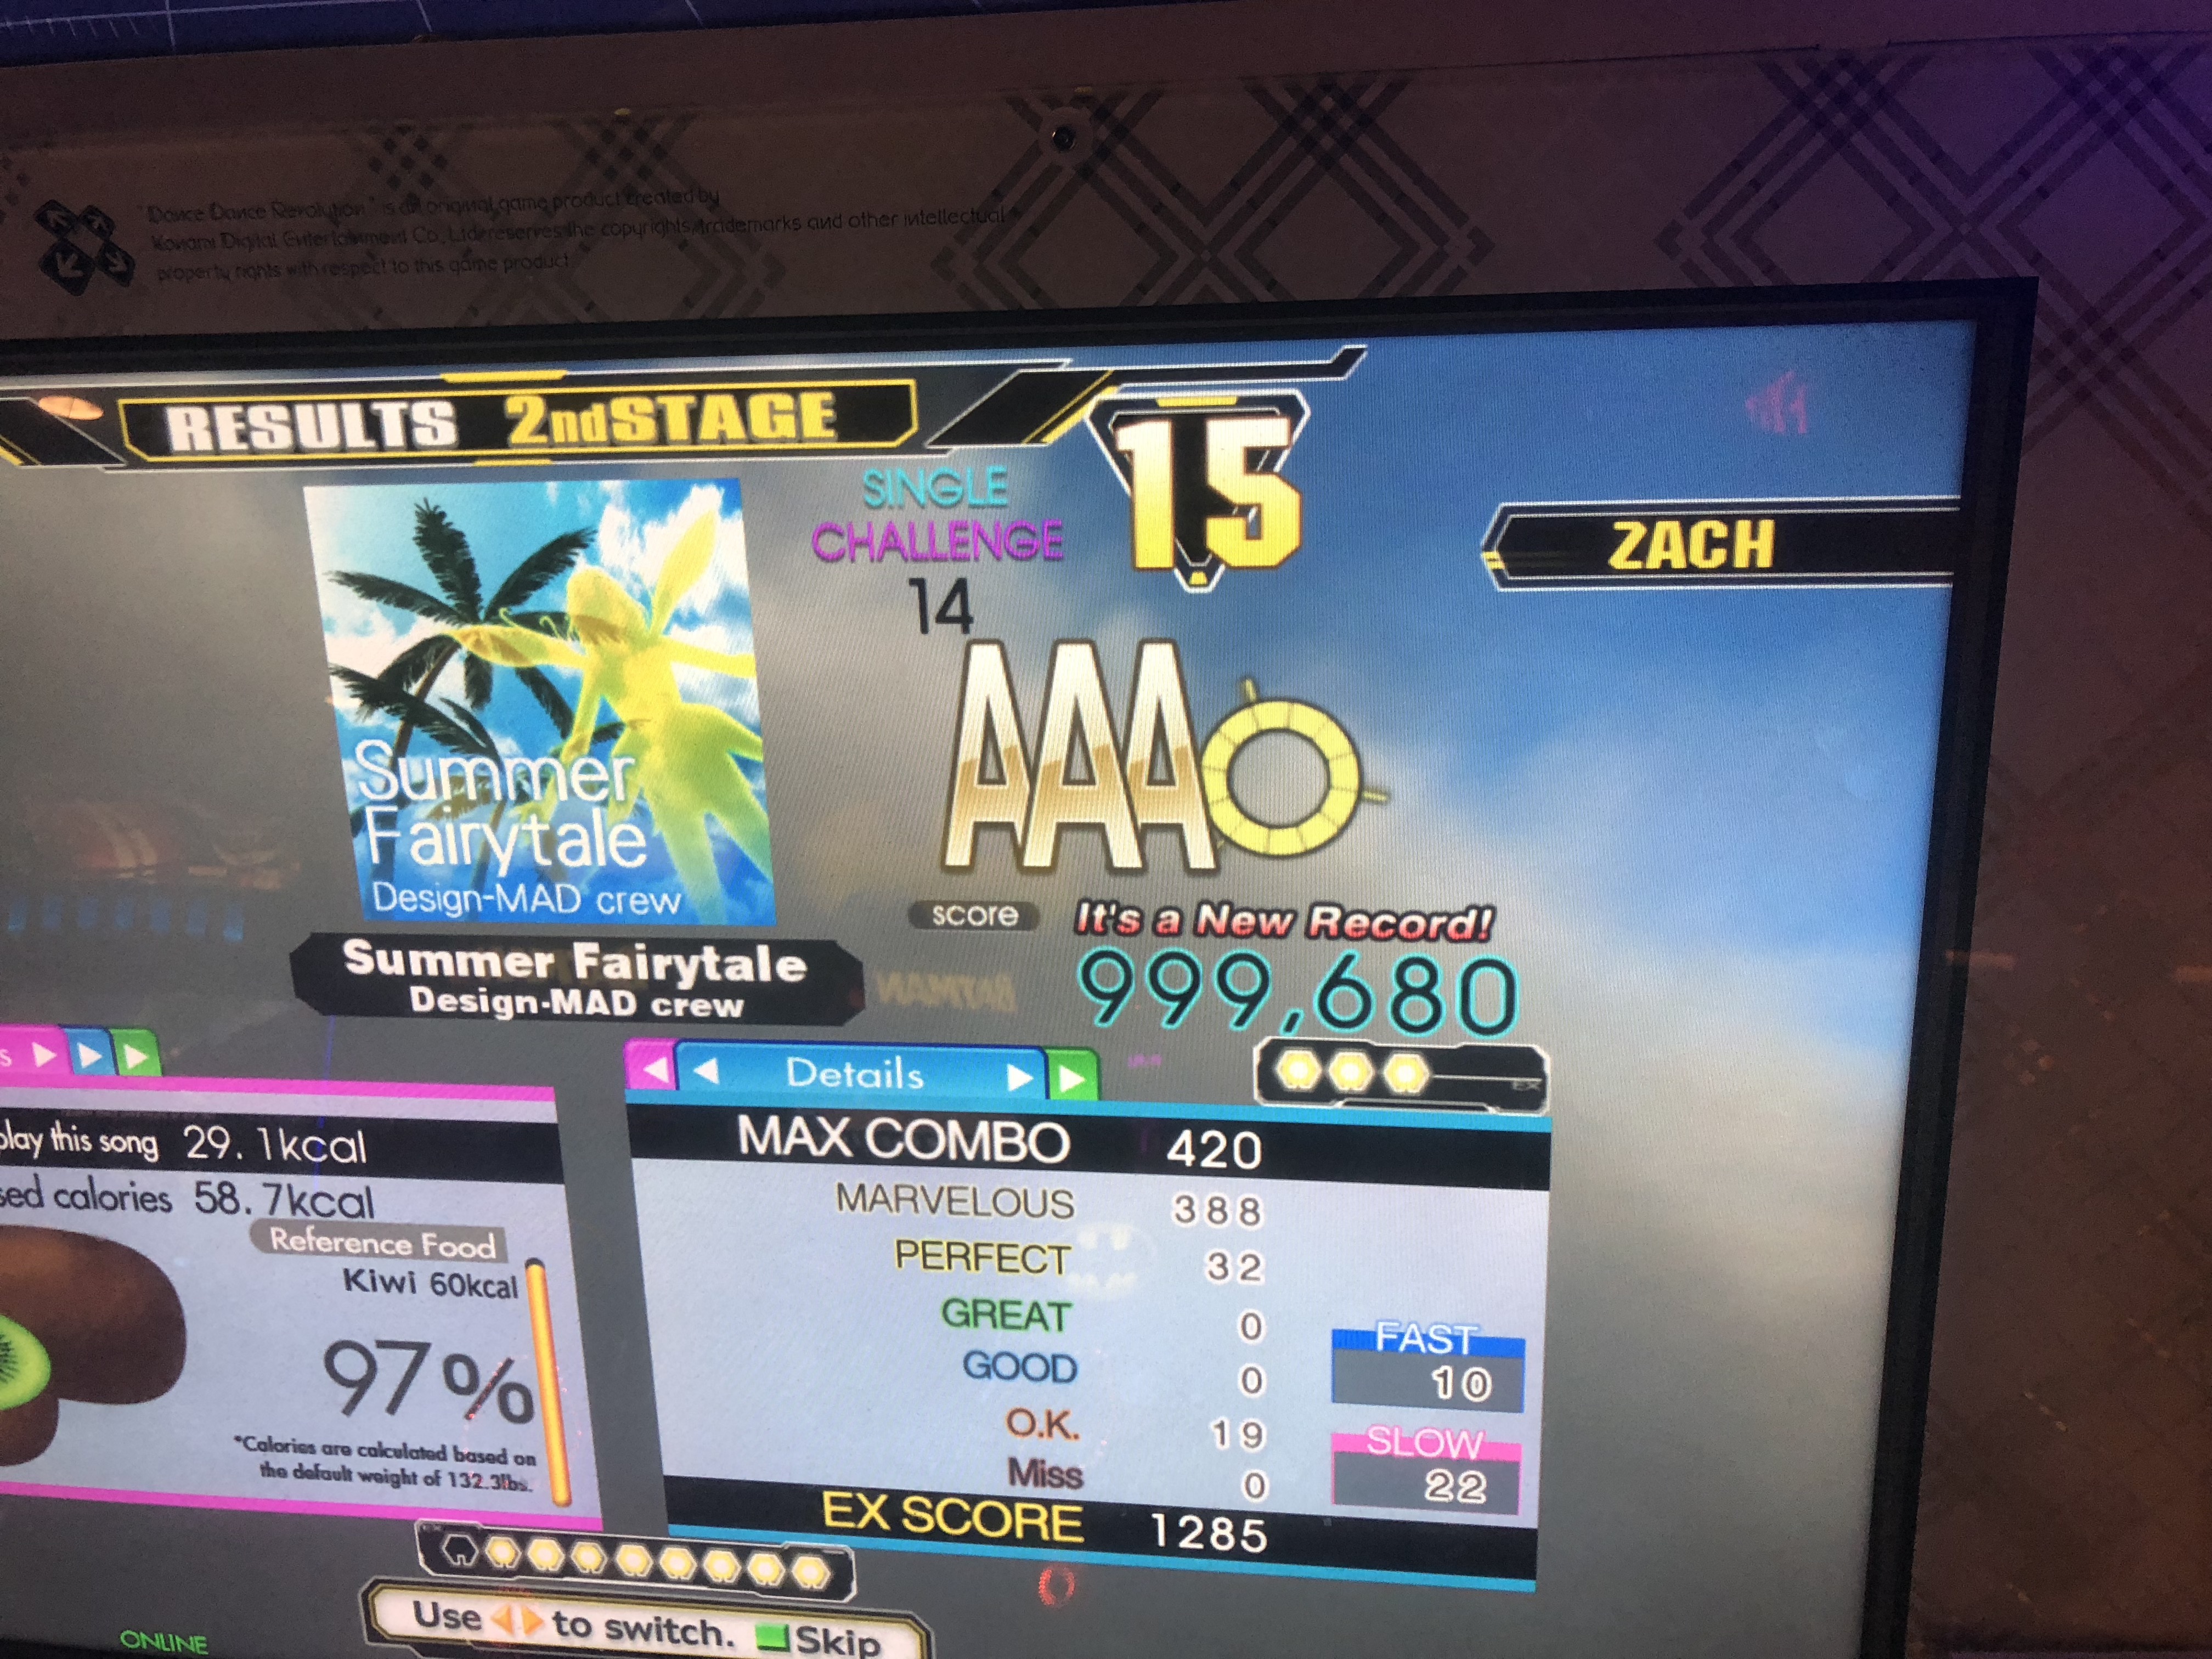 "Dance Dance Revolution" is an original game product created by
Konami Digital Entertainment Co., Ltd. reserves the copyrights, trademarks and other intellectual
property rights with respect to this game product
RESULTS 2ndSTAGE
15
SINGLE
CHALLENGE
14
ZACH
AAA
Summer
Fairytale
Design-MAD crew
Summer Fairytale
Design-MAD crew
score
It's a New Record!
999,680
EX
Details
MAX COMBO 420
MARVELOUS 388
PERFECT 32
GREAT 0
GOOD 0
O.K. 19
Miss 0
EX SCORE 1285
FAST
10
SLOW
22
s
play this song 29.1kcal
sed calories 58.7kcal
Reference Food
Kiwi 60kcal
97%
*Calories are calculated based on
the default weight of 132.3lbs.
Use to switch. Skip
ONLINE